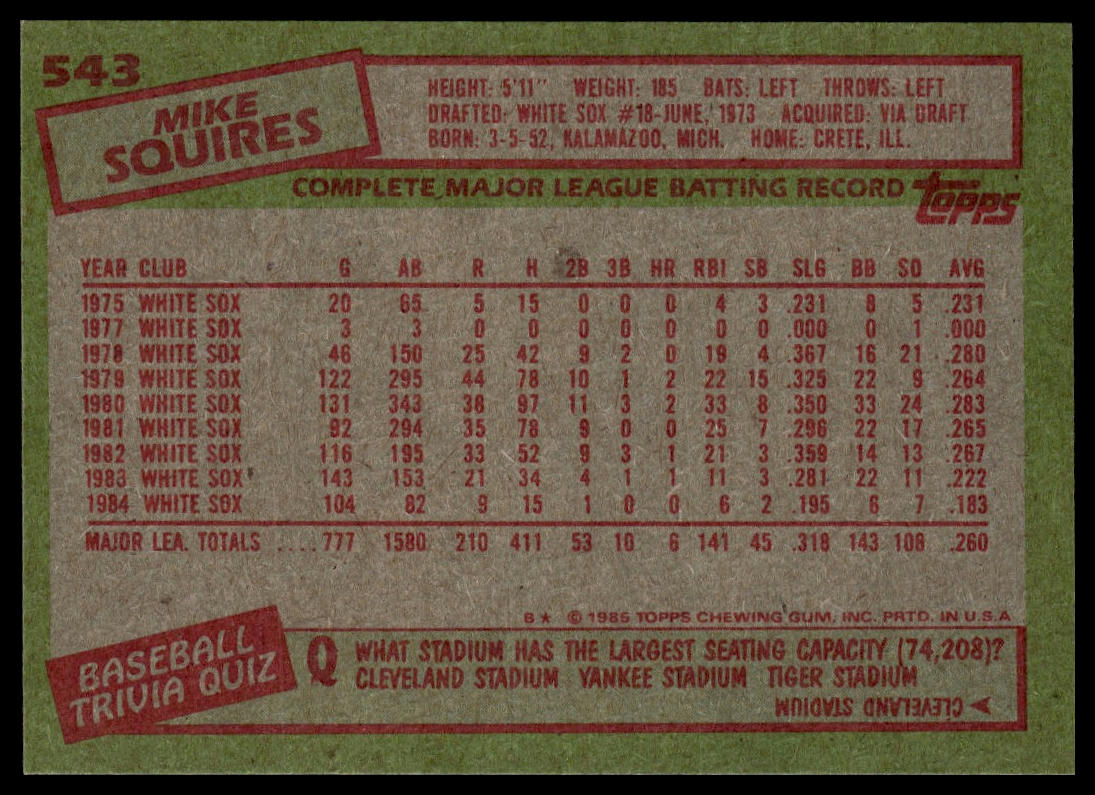 543
MIKE
SQUIRES
HEIGHT: 5'11" WEIGHT: 185 BATS: LEFT THROWS: LEFT
DRAFTED: WHITE SOX #18-JUNE, 1973 ACQUIRED: VIA DRAFT
BORN: 3-5-52, KALAMAZOO, MICH. HOME: CRETE, ILL.
COMPLETE MAJOR LEAGUE BATTING RECORD topps
YEAR CLUB G AB R H 2B 3B HR RBI SB SLG BB SO AVG
1975 WHITE SOX 20 65 5 15 0 0 0 4 3 .231 8 5 .231
1977 WHITE SOX 3 3 0 0 0 0 0 0 0 .000 0 1 .000
1978 WHITE SOX 46 150 25 42 9 2 0 19 4 .367 16 21 .280
1979 WHITE SOX 122 295 44 78 10 1 2 22 15 .325 22 9 .264
1980 WHITE SOX 131 343 38 97 11 3 2 33 8 .350 33 24 .283
1981 WHITE SOX 92 294 35 78 9 0 0 25 7 .296 22 17 .265
1982 WHITE SOX 116 195 33 52 9 3 1 21 3 .359 14 13 .267
1983 WHITE SOX 143 153 21 34 4 1 1 11 3 .281 22 11 .222
1984 WHITE SOX 104 82 9 15 1 0 0 6 2 .195 6 7 .183
MAJOR LEA. TOTALS ....777 1580 210 411 53 10 6 141 45 .318 143 108 .260
B★ © 1985 TOPPS CHEWING GUM, INC. PRTD. IN U.S.A
BASEBALL
TRIVIA QUIZ
Q WHAT STADIUM HAS THE LARGEST SEATING CAPACITY (74,208)?
CLEVELAND STADIUM YANKEE STADIUM TIGER STADIUM
CLEVELAND STADIUM